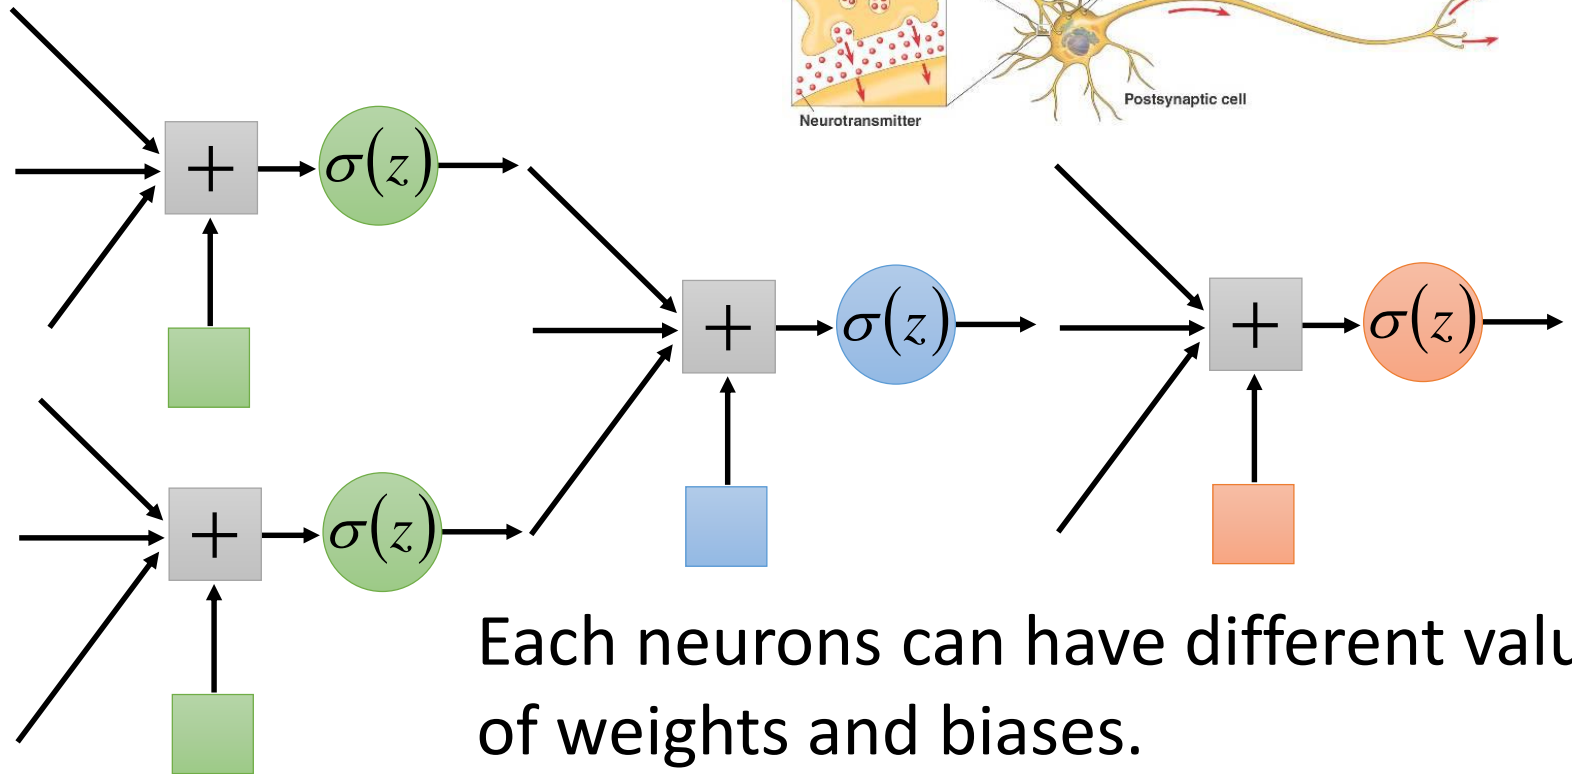 Postsynaptic cell
Neurotransmitter
+
σ(z)
+
σ(z)
+
σ(z)
+
σ(z)
Each neurons can have different valu
of weights and biases.